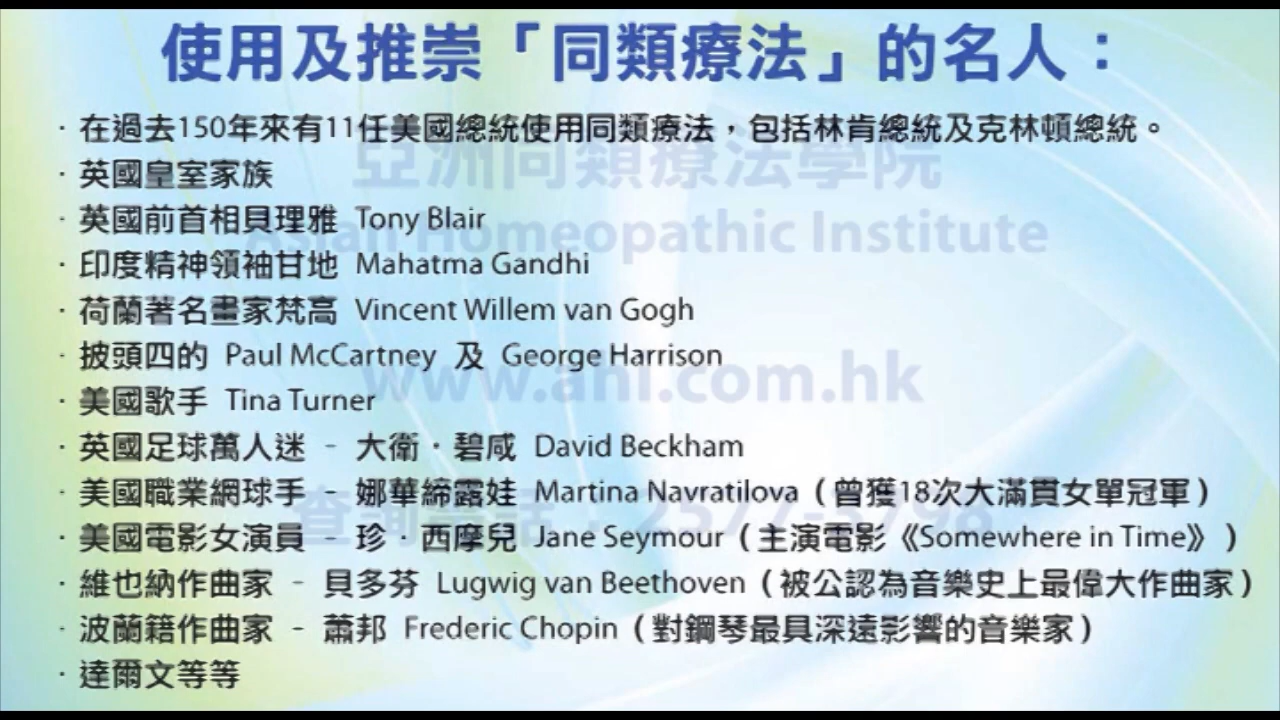 使用及推崇「同類療法」的名人：
· 在過去150年來有11任美國總統使用同類療法，包括林肯總統及克林頓總統。
亞洲同類療法學院
· 英國皇室家族
· 英國前首相貝理雅 Tony Blair
Asian Homeopathic Institute
· 印度精神領袖甘地 Mahatma Gandhi
· 荷蘭著名畫家梵高 Vincent Willem van Gogh
· 披頭四的 Paul McCartney 及 George Harrison
www.ahi.com.hk
· 美國歌手 Tina Turner
· 英國足球萬人迷 - 大衛·碧咸 David Beckham
· 美國職業網球手 - 娜華締露娃 Martina Navratilova（曾獲18次大滿貫女單冠軍）
· 美國電影女演員 - 珍·西摩兒 Jane Seymour（主演電影《Somewhere in Time》）
· 維也納作曲家 - 貝多芬 Lugwig van Beethoven（被公認為音樂史上最偉大作曲家）
· 波蘭籍作曲家 - 蕭邦 Frederic Chopin（對鋼琴最具深遠影響的音樂家）
· 達爾文等等